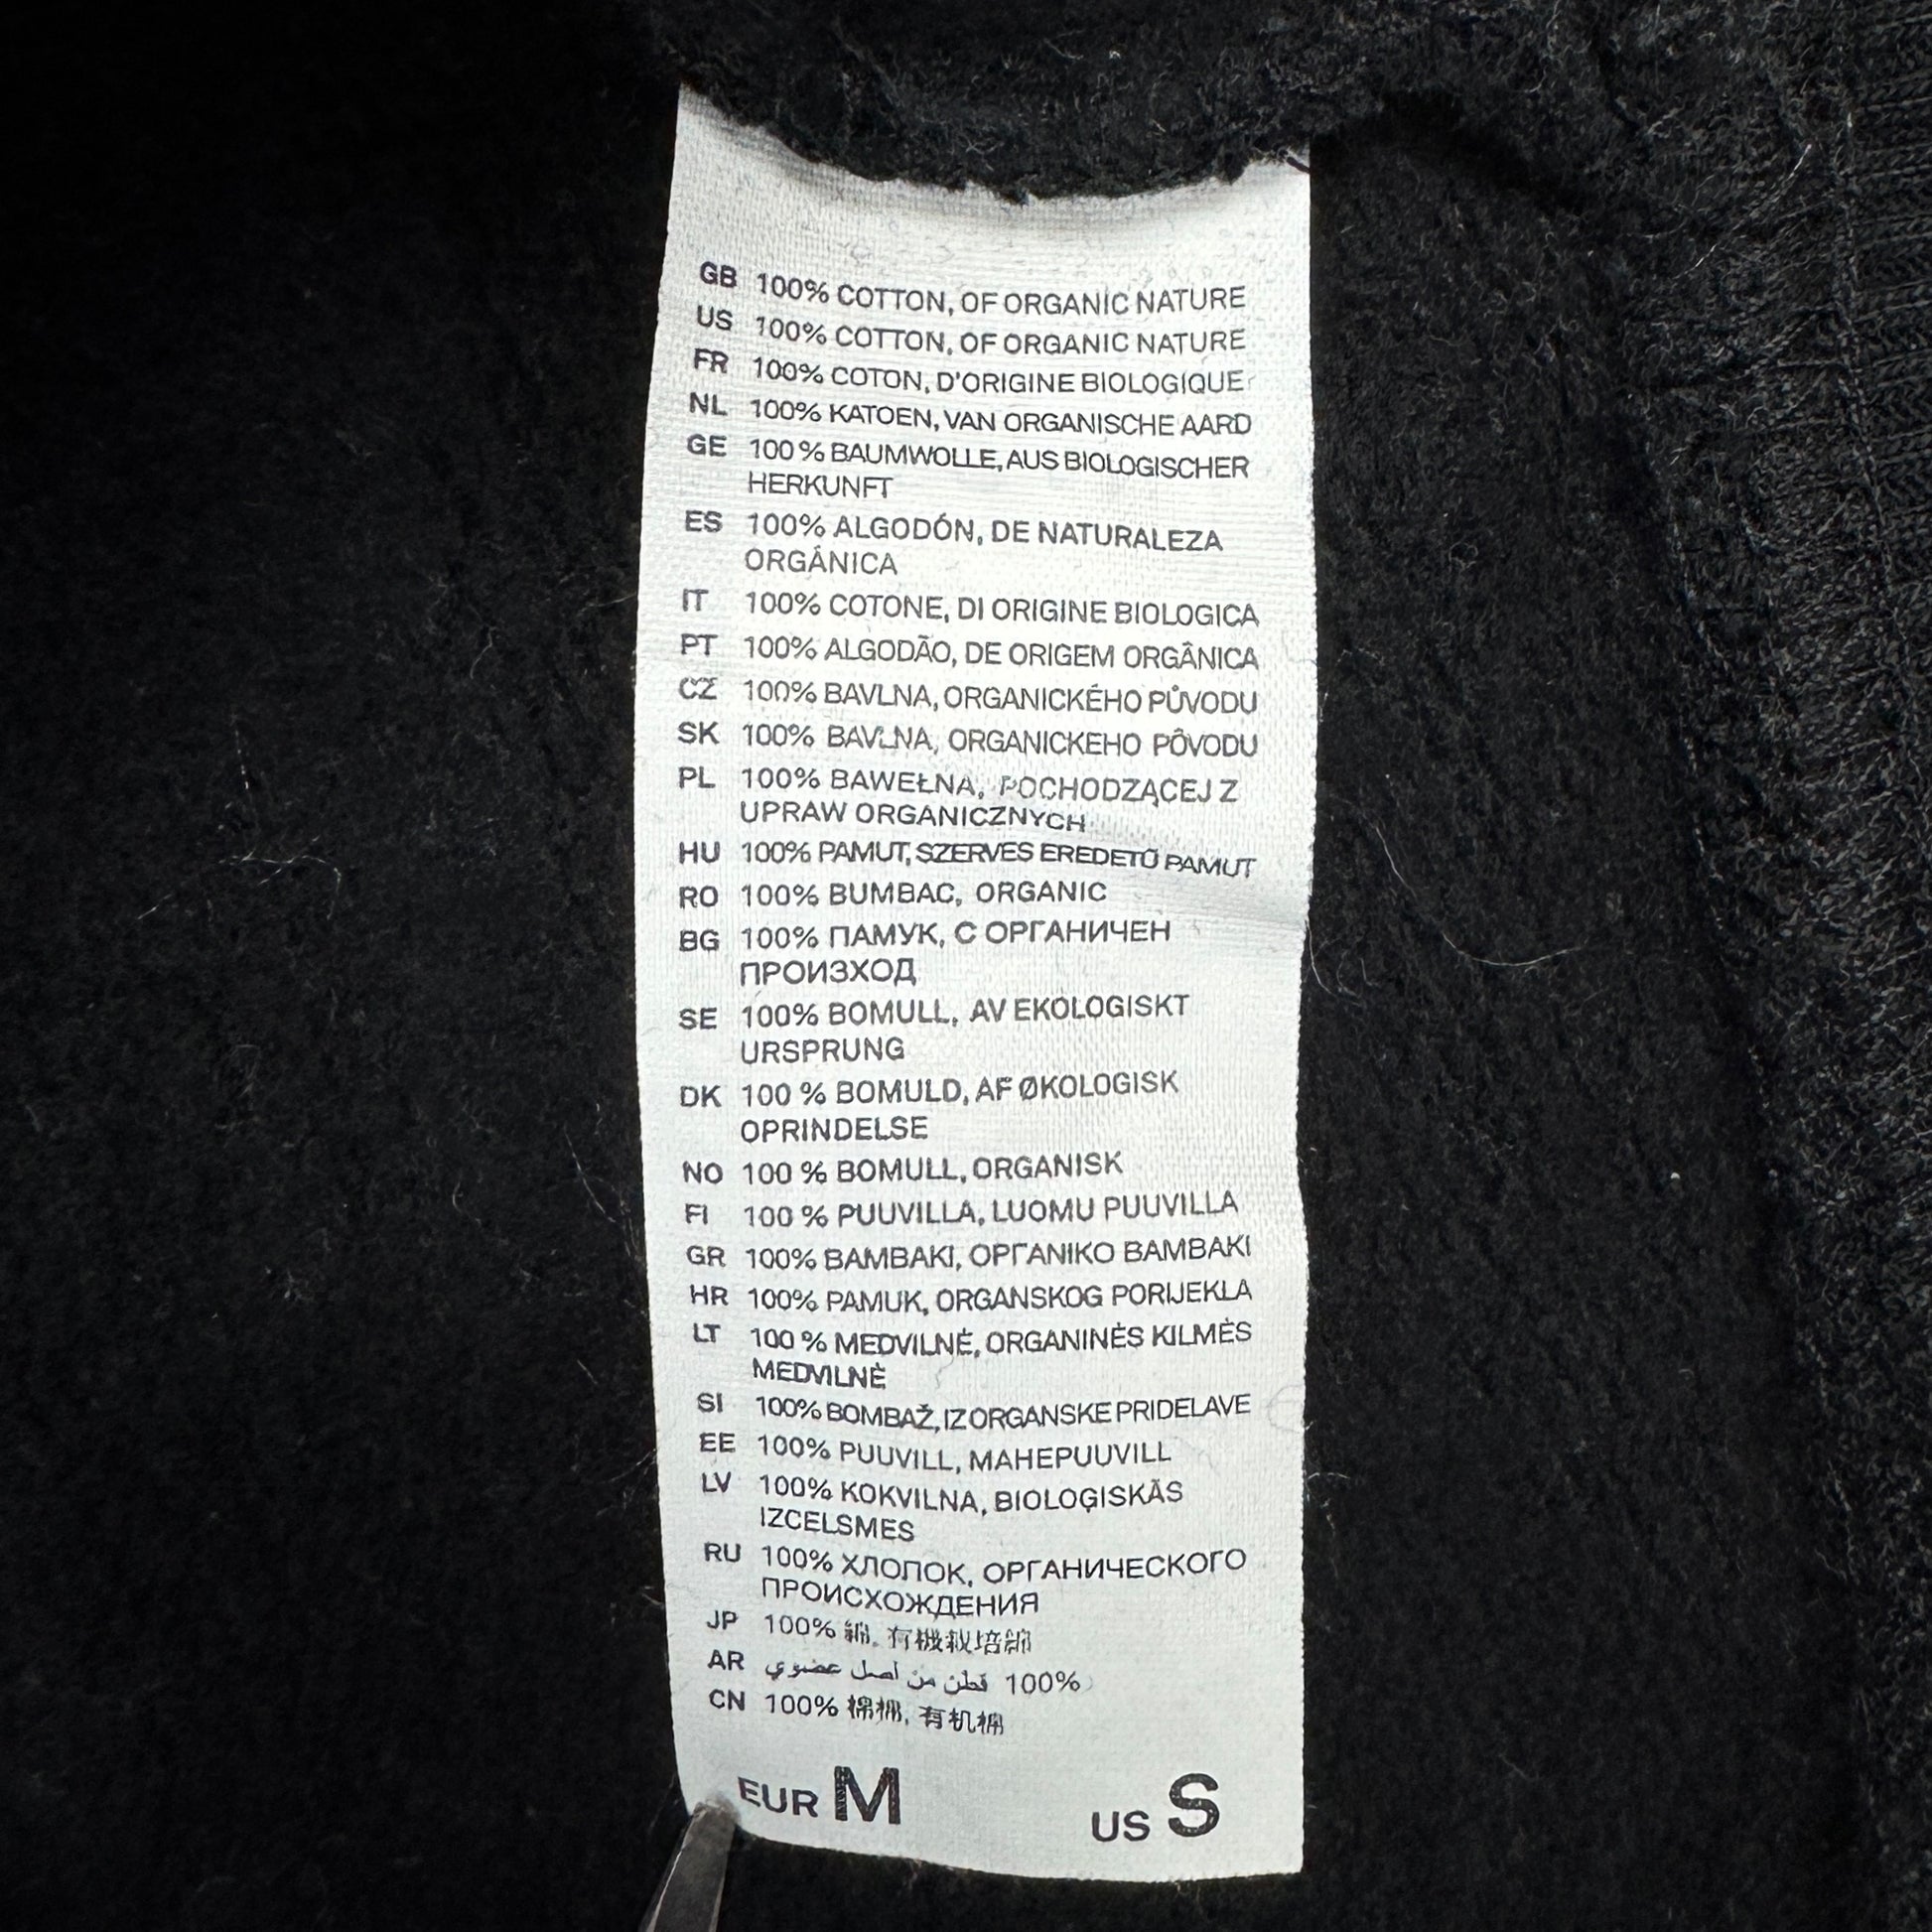 GB 100% COTTON, OF ORGANIC NATURE
US 100% COTTON, OF ORGANIC NATURE
FR 100% COTON, D'ORIGINE BIOLOGIQUE
NL 100% KATOEN, VAN ORGANISCHE AARD
GE 100 % BAUMWOLLE, AUS BIOLOGISCHER
HERKUNFT
ES 100% ALGODÓN, DE NATURALEZA
ORGÁNICA
IT 100% COTONE, DI ORIGINE BIOLOGICA
PT 100% ALGODÃO, DE ORIGEM ORGÂNICA
CZ 100% BAVLNA, ORGANICKÉHO PŮVODU
SK 100% BAVLNA, ORGANICKEHO PÔVODU
PL 100% BAWEŁNA, POCHODZĄCEJ Z
UPRAW ORGANICZNYCH
HU 100% PAMUT, SZERVES EREDETŰ PAMUT
RO 100% BUMBAC, ORGANIC
BG 100% ПАМУК, С ОРГАНИЧЕН
ПРОИЗХОД
SE 100% BOMULL, AV EKOLOGISKT
URSPRUNG
DK 100 % BOMULD, AF ØKOLOGISK
OPRINDELSE
NO 100 % BOMULL, ORGANISK
FI 100 % PUUVILLA, LUOMU PUUVILLA
GR 100% ΒΑΜΒΑΚΙ, ΟΡΓΑΝΙΚΟ ΒΑΜΒΑΚΙ
HR 100% PAMUK, ORGANSKOG PORIJEKLA
LT 100 % MEDVILNĖ, ORGANINĖS KILMĖS
MEDVILNĖ
SI 100% BOMBAŽ, IZ ORGANSKE PRIDELAVE
EE 100% PUUVILL, MAHEPUUVILL
LV 100% KOKVILNA, BIOLOĢISKĀS
IZCELSMES
RU 100% ХЛОПОК, ОРГАНИЧЕСКОГО
ПРОИСХОЖДЕНИЯ
JP 100% 綿, 有機栽培綿
AR 100% قطن من أصل عضوي
CN 100% 棉棉, 有机棉
EUR M US S